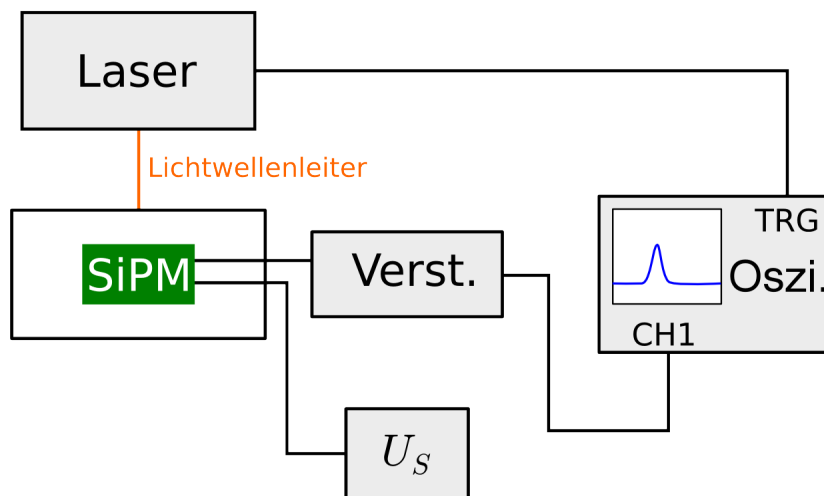 Laser
Lichtwellenleiter
SiPM
Verst.
TRG
Oszi.
CH1
U_S